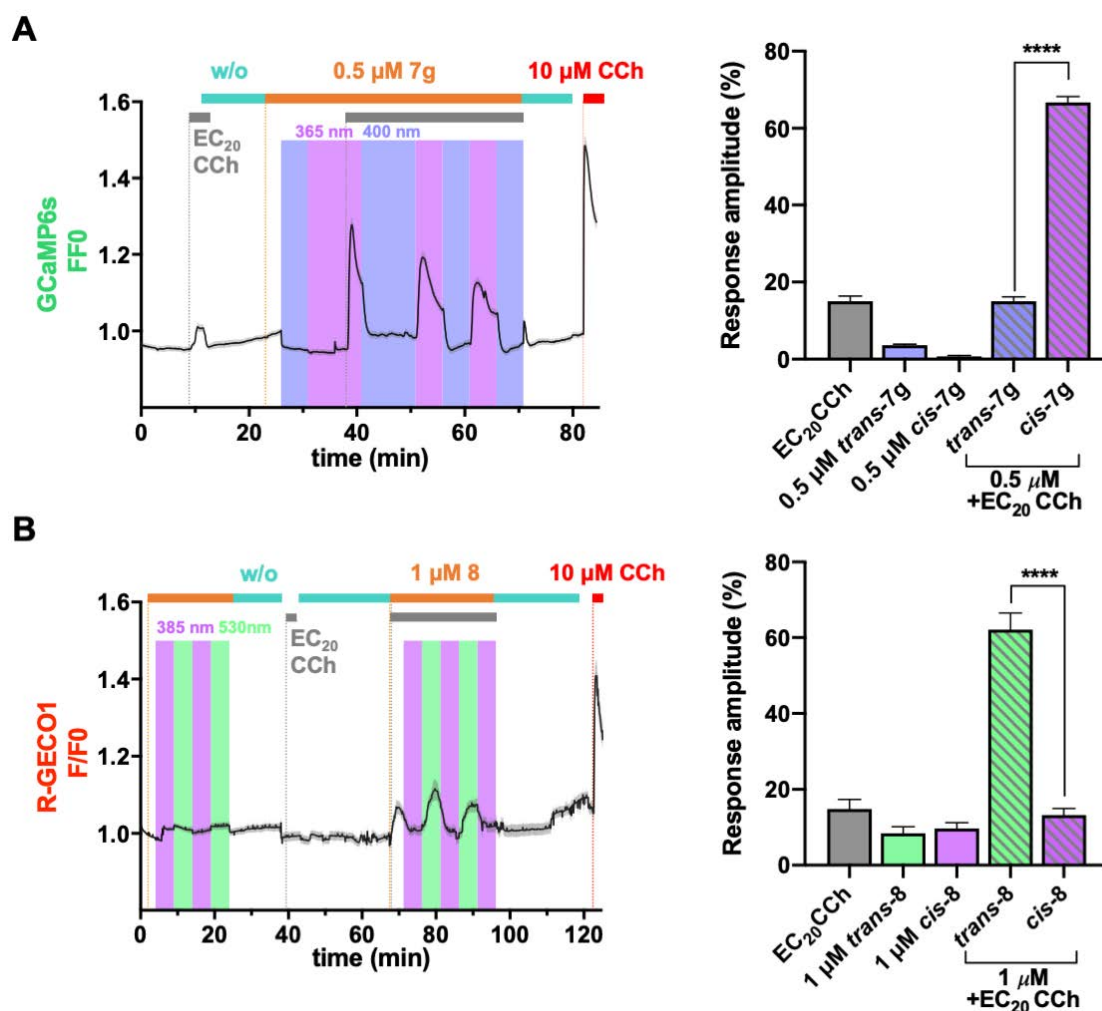 A
w/o
0.5 µM 7g
10 µM CCh
EC20
CCh
365 nm 400 nm
GCaMP6s
FF0
1.6
1.4
1.2
1.0
0 20 40 60 80
time (min)
Response amplitude (%)
80
60
40
20
0
****
EC20CCh
0.5 µM trans-7g
0.5 µM cis-7g
trans-7g
cis-7g
0.5 µM
+EC20 CCh
B
w/o
1 µM 8
10 µM CCh
385 nm 530nm
EC20
CCh
R-GECO1
F/F0
1.6
1.4
1.2
1.0
0 20 40 60 80 100 120
time (min)
Response amplitude (%)
80
60
40
20
0
****
EC20CCh
1 µM trans-8
1 µM cis-8
trans-8
cis-8
1 µM
+EC20 CCh